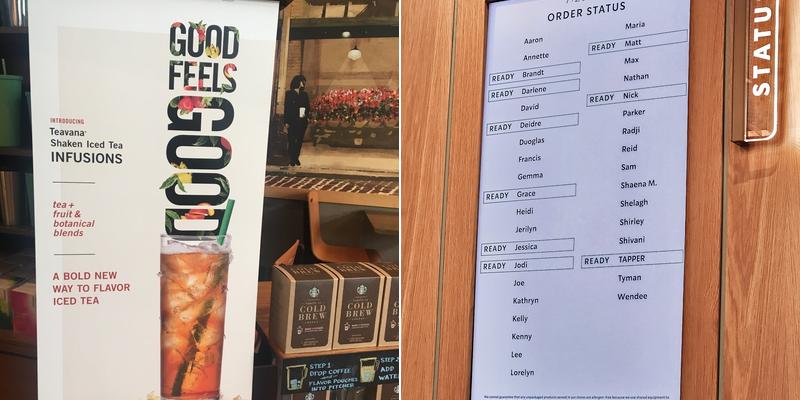 GOOD
FEELS
GOOD
INTRODUCING
Teavana
Shaken Iced Tea
INFUSIONS
tea +
fruit &
botanical
blends
A BOLD NEW
WAY TO FLAVOR
ICED TEA
COLD
BREW
COLD
BREW
COLD
BREW
STEP 1
COLD BREW COFFEE
FLAVOR POUCHES
INTO PITCHER
STEP 2
ADD
WATER
ORDER STATUS
Aaron
Annette
READY Brandt
READY Darlene
David
READY Deidre
Duoglas
Francis
Gemma
READY Grace
Heidi
Jerilyn
READY Jessica
READY Jodi
Joe
Kathryn
Kelly
Kenny
Lee
Lorelyn
Maria
READY Matt
Max
Nathan
READY Nick
Parker
Radji
Reid
Sam
Shaena M.
Shelagh
Shirley
Shivani
READY TAPPER
Tyman
Wendee
STATU